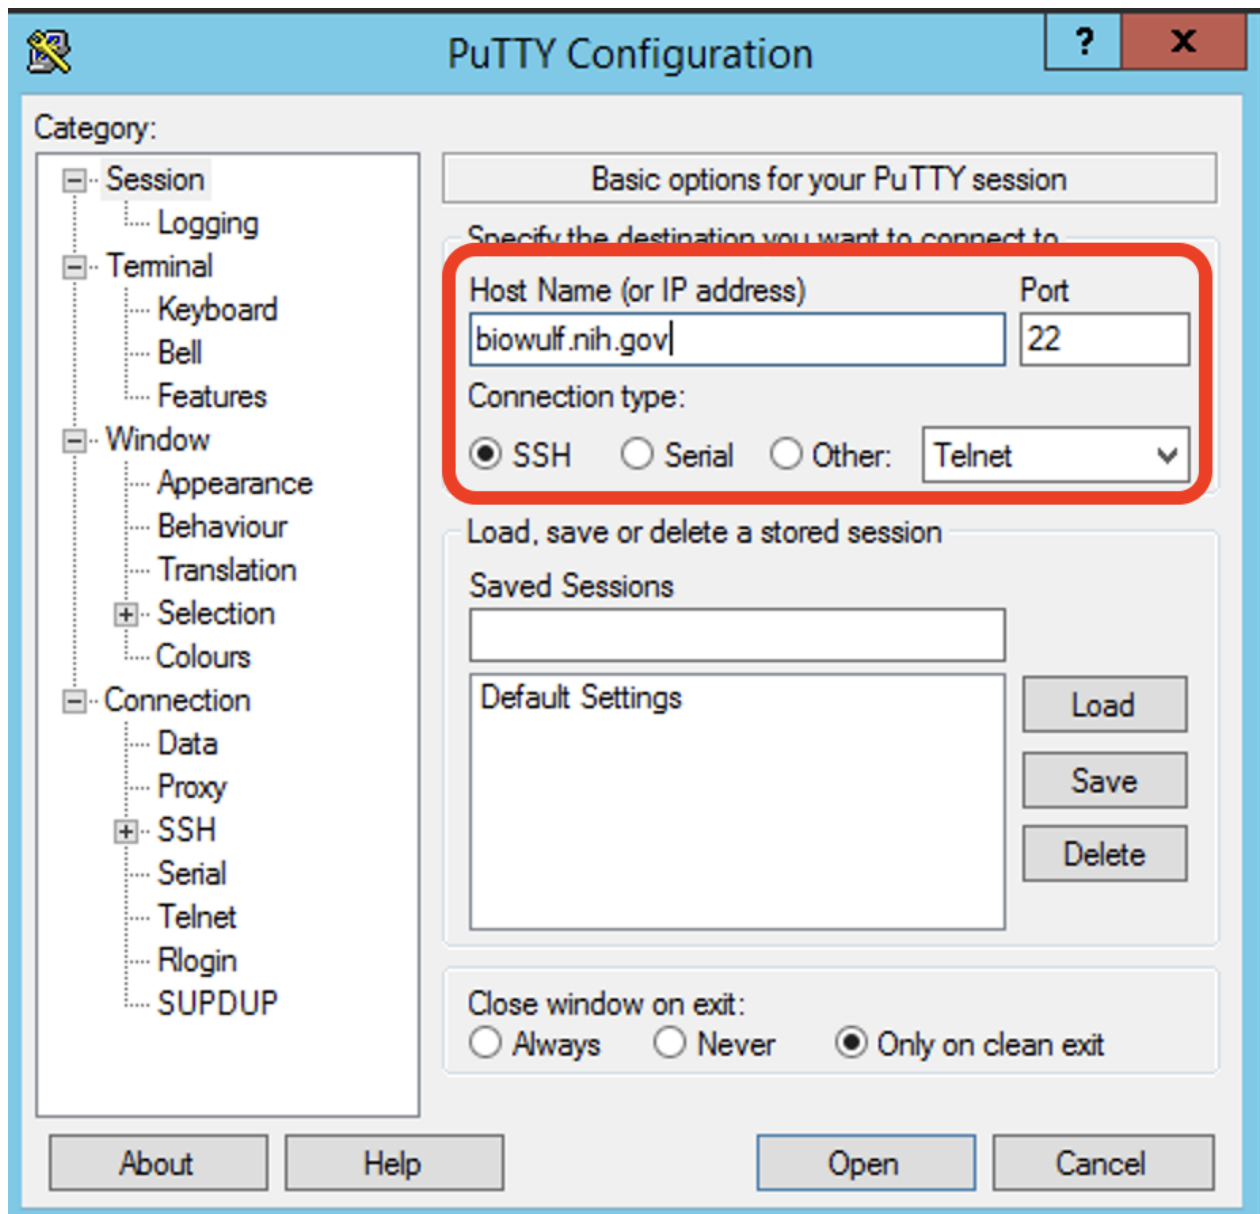 PuTTY Configuration
?
X
Category:
Session
Logging
Terminal
Keyboard
Bell
Features
Window
Appearance
Behaviour
Translation
Selection
Colours
Connection
Data
Proxy
SSH
Serial
Telnet
Rlogin
SUPDUP
Basic options for your PuTTY session
Specify the destination you want to connect to
Host Name (or IP address) Port
biowulf.nih.gov 22
Connection type:
SSH Serial Other: Telnet
Load, save or delete a stored session
Saved Sessions
Default Settings
Load
Save
Delete
Close window on exit:
Always Never Only on clean exit
About Help Open Cancel